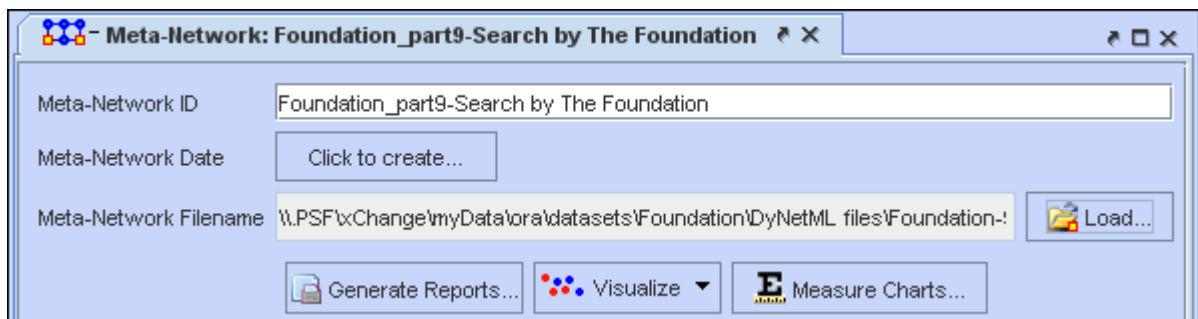 Meta-Network: Foundation_part9-Search by The Foundation
Meta-Network ID Foundation_part9-Search by The Foundation
Meta-Network Date Click to create...
Meta-Network Filename \\.PSF\xChange\myData\ora\datasets\Foundation\DyNetML files\Foundation-! Load...
Generate Reports... Visualize Measure Charts...